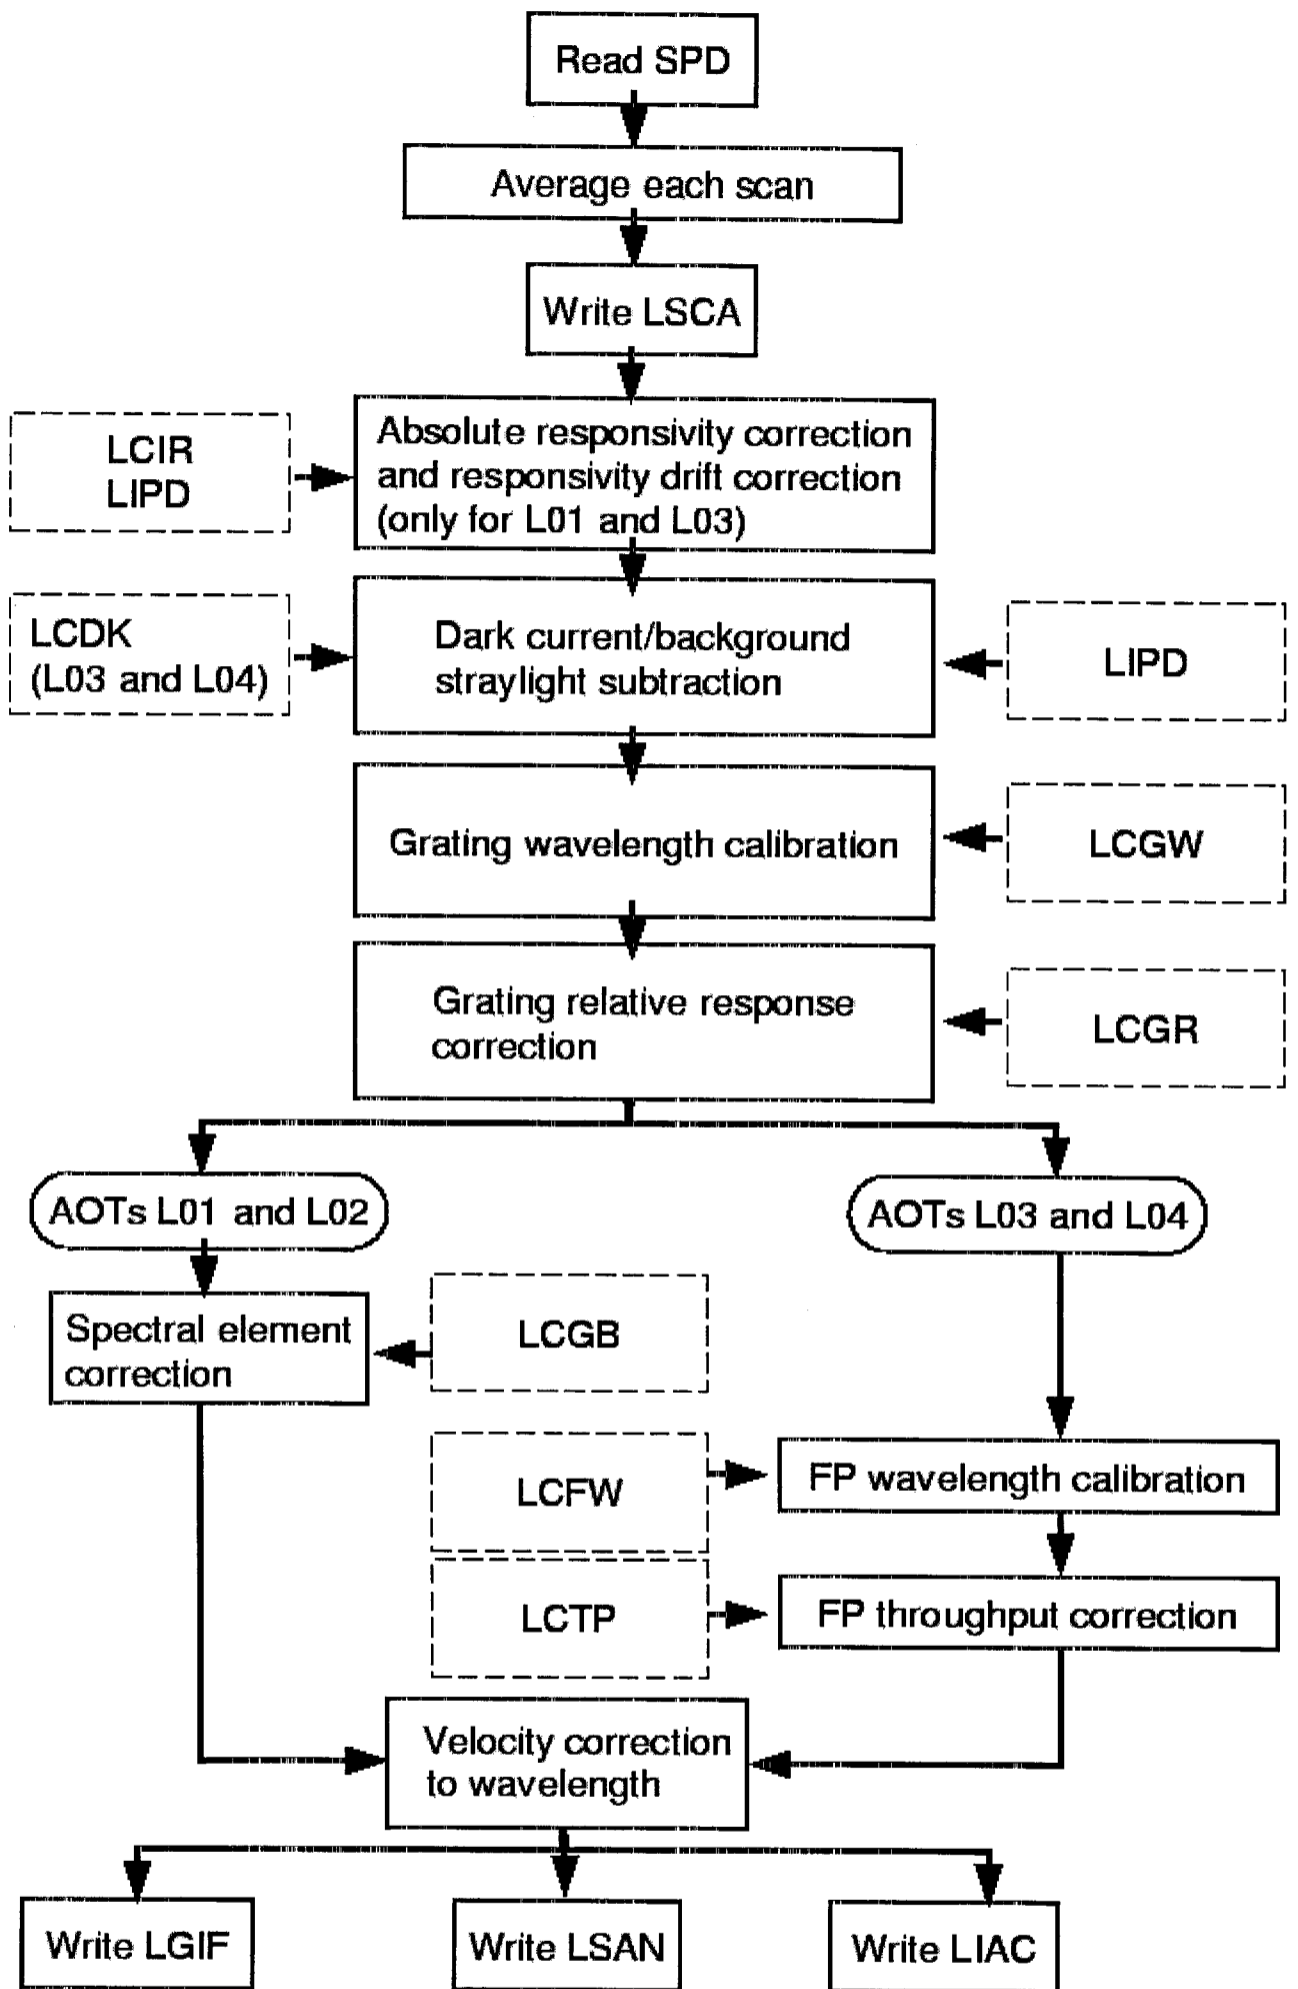 Read SPD
Average each scan
Write LSCA
LCIR
LIPD
Absolute responsivity correction
and responsivity drift correction
(only for L01 and L03)
LCDK
(L03 and L04)
Dark current/background
straylight subtraction
LIPD
Grating wavelength calibration
LCGW
Grating relative response
correction
LCGR
AOTs L01 and L02
AOTs L03 and L04
Spectral element
correction
LCGB
LCFW
FP wavelength calibration
LCTP
FP throughput correction
Velocity correction
to wavelength
Write LGIF
Write LSAN
Write LIAC